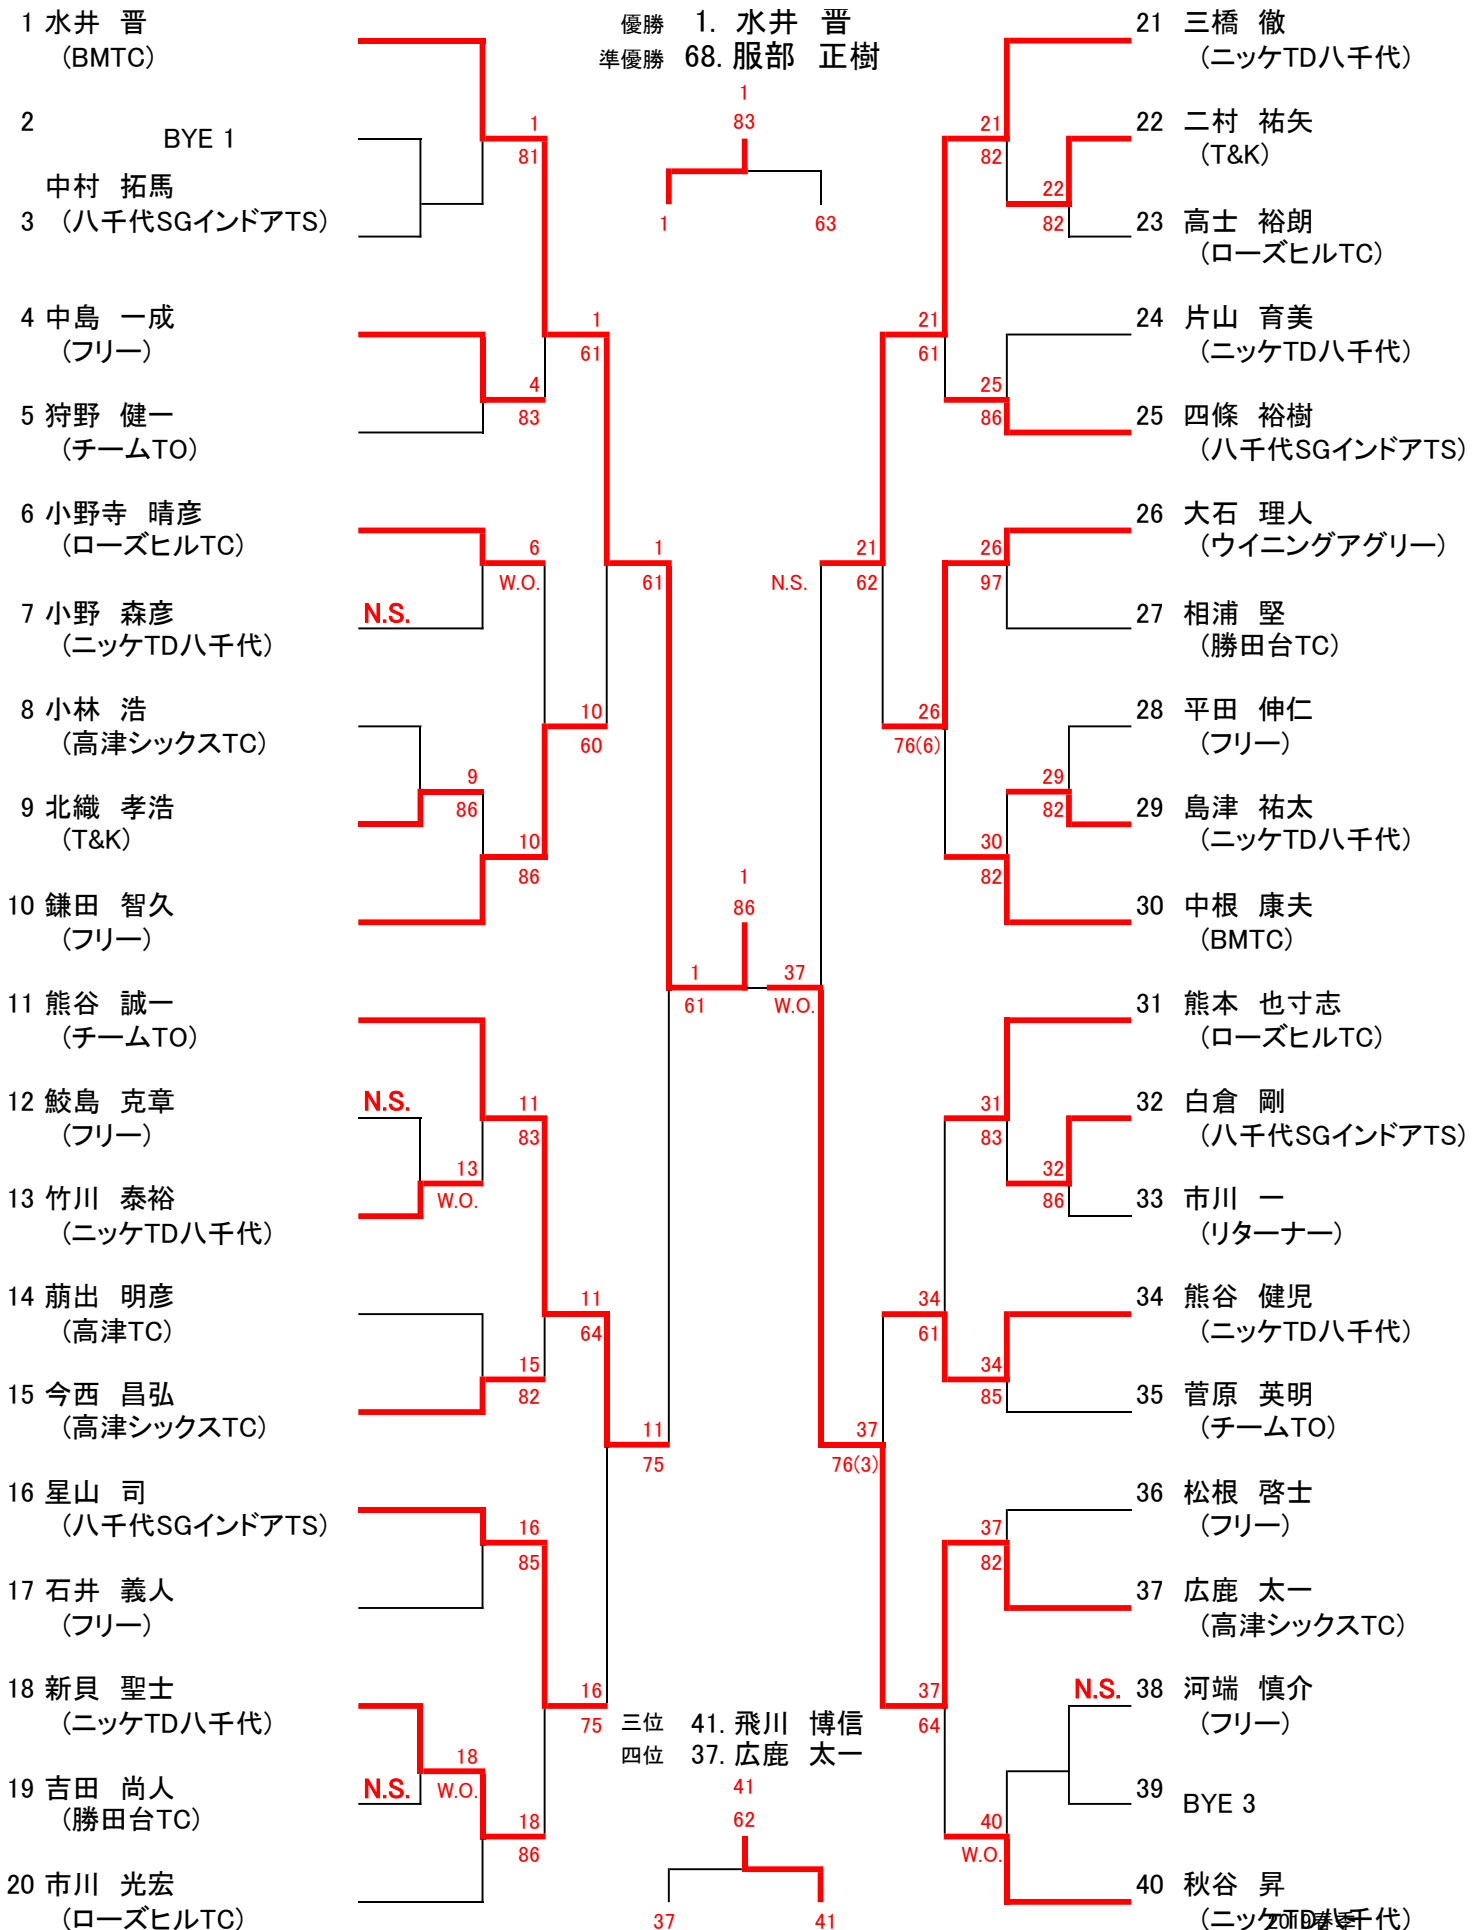 優勝 1. 水井 晋
準優勝 68. 服部 正樹
1
83
1 63
1 水井 晋
(BMTC)
2 BYE 1
中村 拓馬
3 (八千代SGインドアTS)
1
81
4 中島 一成
(フリー)
1
61
5 狩野 健一
(チームTO)
4
83
6 小野寺 晴彦
(ローズヒルTC)
6
W.O.
1
61
7 小野 森彦 N.S.
(ニッケTD八千代)
8 小林 浩
(高津シックスTC)
10
60
9 北織 孝浩
(T&K)
9
86
10
86
10 鎌田 智久
(フリー)
1
86
1
61
37
W.O.
11 熊谷 誠一
(チームTO)
12 鮫島 克章 N.S.
(フリー)
11
83
13 竹川 泰裕
(ニッケTD八千代)
13
W.O.
14 萠出 明彦
(高津TC)
11
64
15 今西 昌弘
(高津シックスTC)
15
82
11
75
16 星山 司
(八千代SGインドアTS)
16
85
17 石井 義人
(フリー)
18 新貝 聖士
(ニッケTD八千代)
16
75
19 吉田 尚人 N.S.
(勝田台TC)
18
W.O.
18
86
20 市川 光宏
(ローズヒルTC)
21 三橋 徹
(ニッケTD八千代)
21
82
22 二村 祐矢
(T&K)
22
82
23 高士 裕朗
(ローズヒルTC)
21
61
24 片山 育美
(ニッケTD八千代)
25
86
25 四條 裕樹
(八千代SGインドアTS)
26 大石 理人
(ウイニングアグリー)
N.S.
21
62
26
97
27 相浦 堅
(勝田台TC)
26
76(6)
28 平田 伸仁
(フリー)
29
82
29 島津 祐太
(ニッケTD八千代)
30
82
30 中根 康夫
(BMTC)
31 熊本 也寸志
(ローズヒルTC)
31
83
32 白倉 剛
(八千代SGインドアTS)
32
86
33 市川 一
(リターナー)
34
61
34 熊谷 健児
(ニッケTD八千代)
34
85
35 菅原 英明
(チームTO)
37
76(3)
36 松根 啓士
(フリー)
37
82
37 広鹿 太一
(高津シックスTC)
37
64
N.S. 38 河端 慎介
(フリー)
39 BYE 3
40
W.O.
40 秋谷 昇
(ニッケTD八千代)
2019春季
三位 41. 飛川 博信
四位 37. 広鹿 太一
41
62
37 41